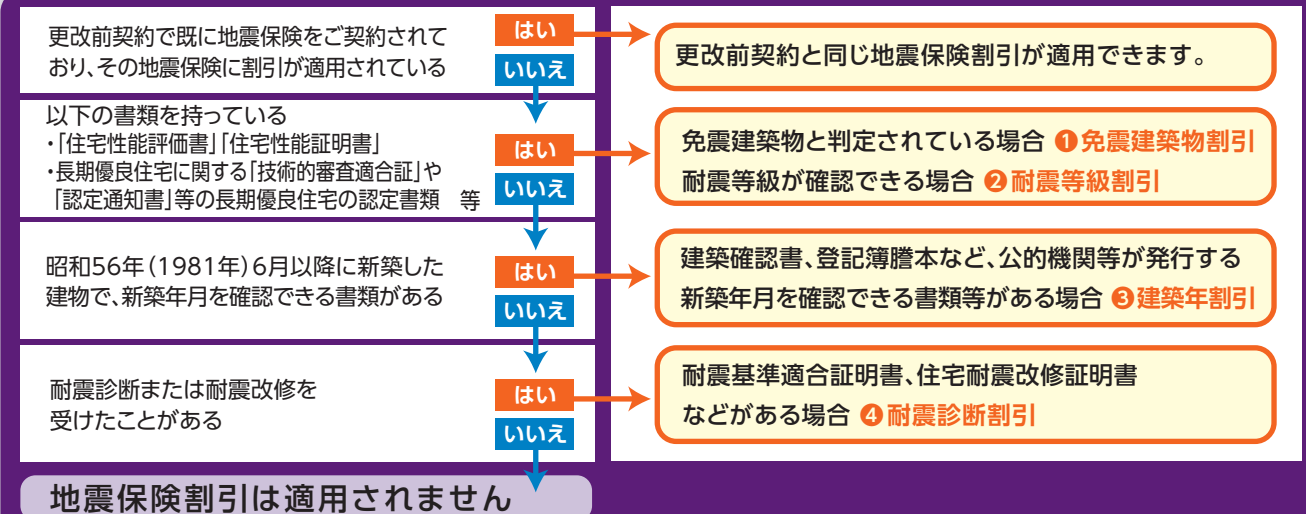 更改前契約で既に地震保険をご契約されて
おり、その地震保険に割引が適用されている
はい
いいえ
更改前契約と同じ地震保険割引が適用できます。
以下の書類を持っている
・「住宅性能評価書」「住宅性能証明書」
・長期優良住宅に関する「技術的審査適合証」や
「認定通知書」等の長期優良住宅の認定書類　等
はい
いいえ
免震建築物と判定されている場合 ❶免震建築物割引
耐震等級が確認できる場合 ❷耐震等級割引
昭和56年(1981年)6月以降に新築した
建物で、新築年月を確認できる書類がある
はい
いいえ
建築確認書、登記簿謄本など、公的機関等が発行する
新築年月を確認できる書類等がある場合 ❸建築年割引
耐震診断または耐震改修を
受けたことがある
はい
いいえ
耐震基準適合証明書、住宅耐震改修証明書
などがある場合 ❹耐震診断割引
地震保険割引は適用されません